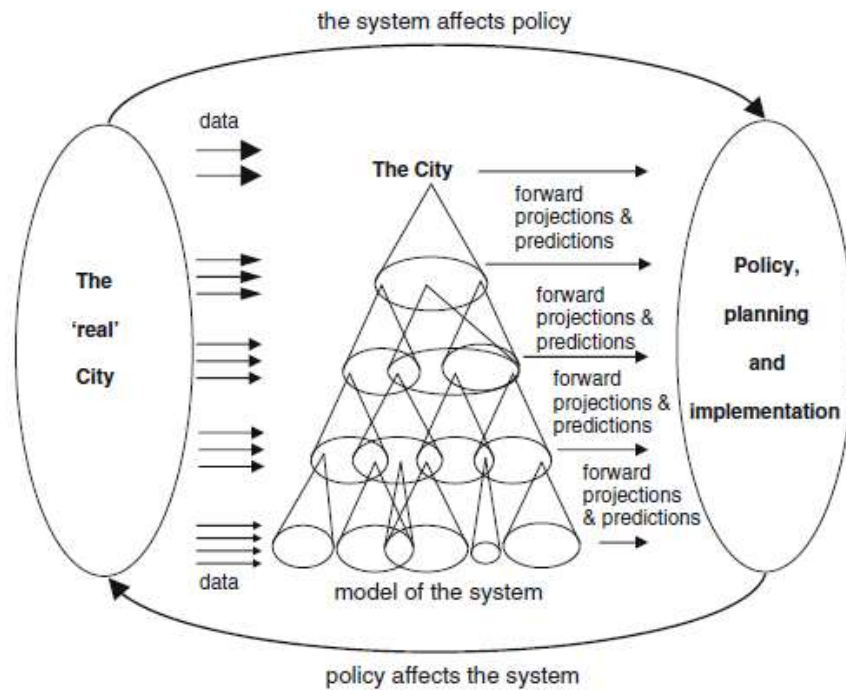 the system affects policy
data
The City
forward
projections &
predictions
The
'real'
City
Policy,
planning
and
implementation
forward
projections &
predictions
forward
projections &
predictions
forward
projections
& predictions
data
model of the system
policy affects the system